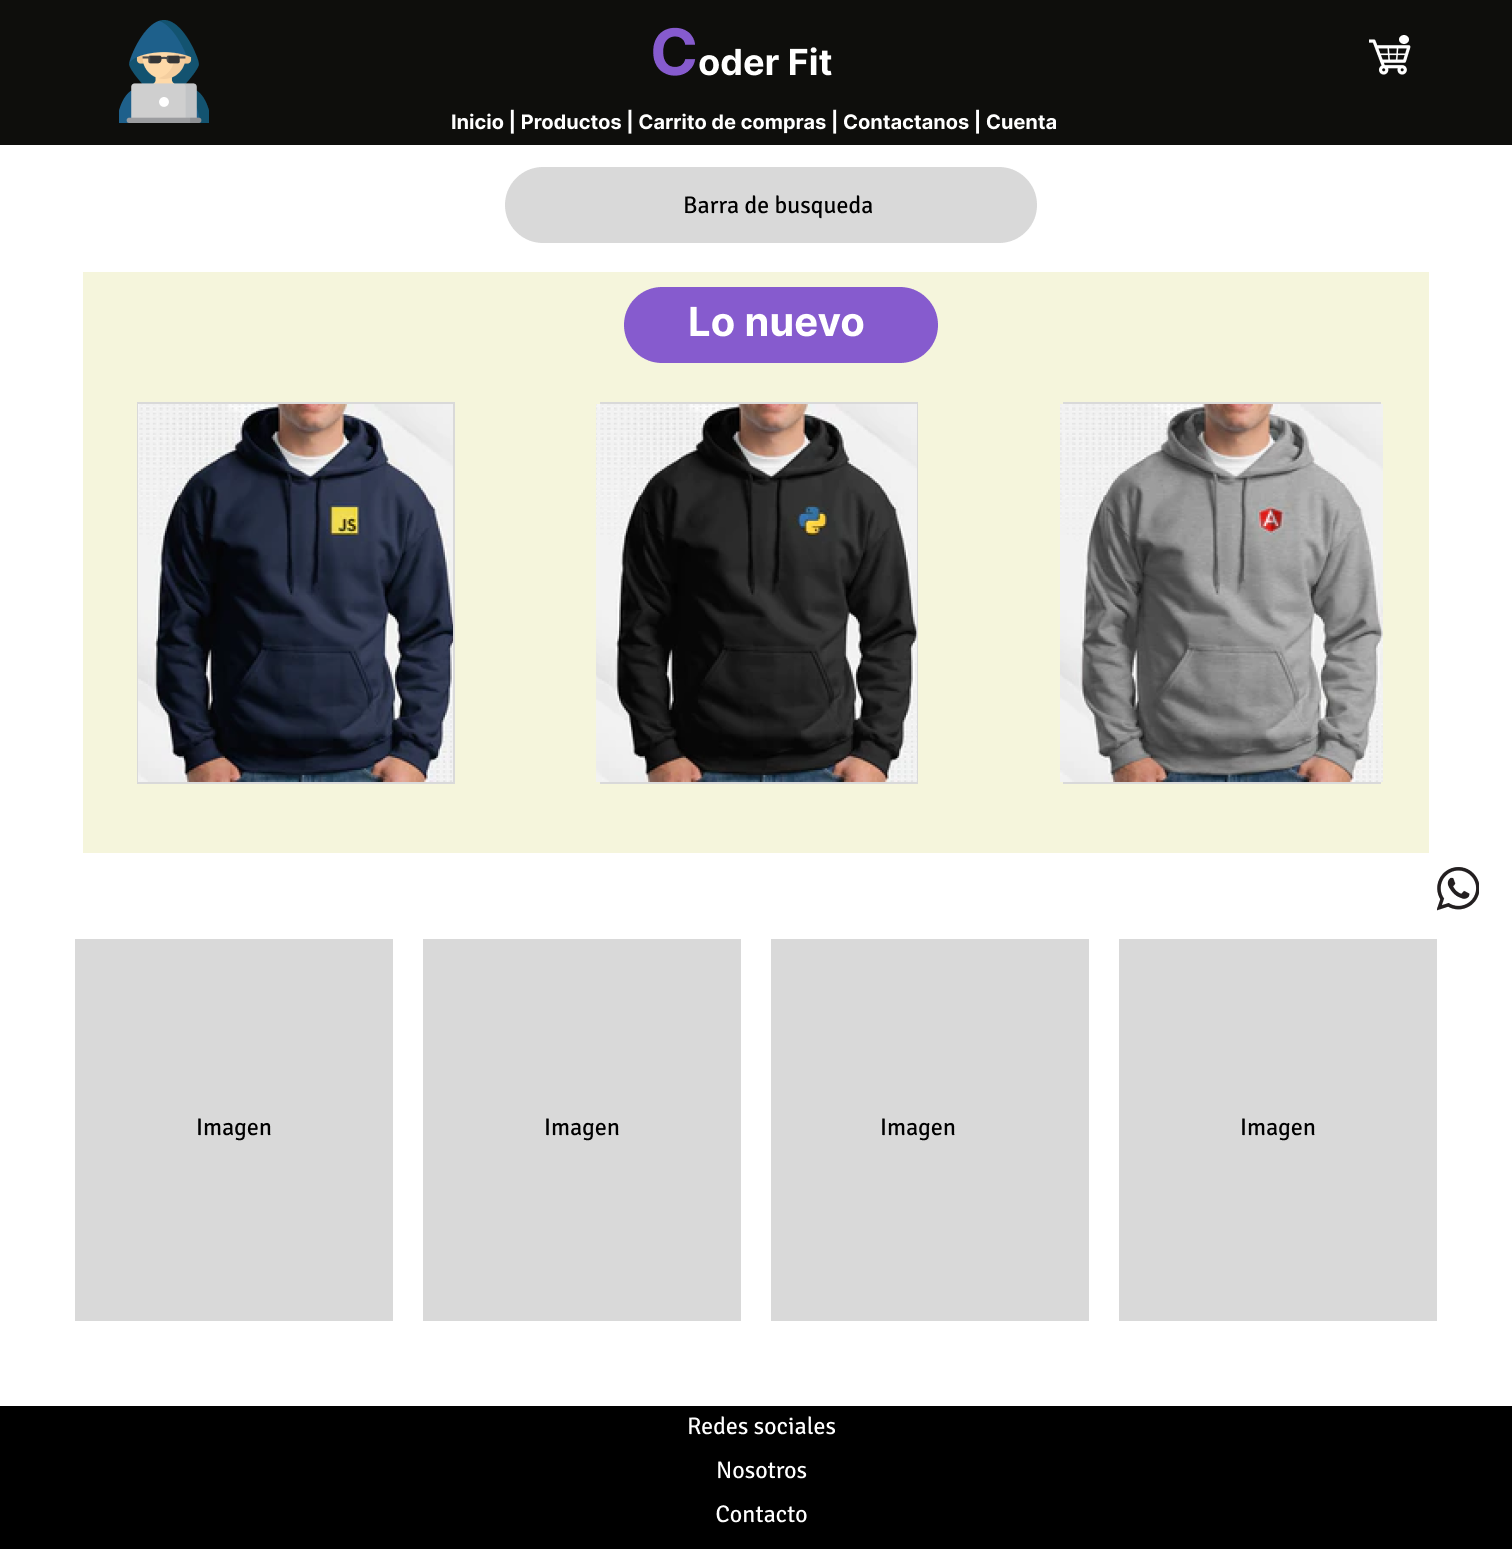 Coder Fit
Inicio | Productos | Carrito de compras | Contactanos | Cuenta
Barra de busqueda
Lo nuevo
JS
A
Imagen Imagen Imagen Imagen
Redes sociales
Nosotros
Contacto